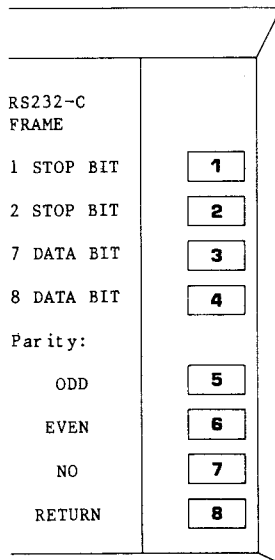 RS232-C
FRAME
1 STOP BIT 1
2 STOP BIT 2
7 DATA BIT 3
8 DATA BIT 4
Parity:
ODD 5
EVEN 6
NO 7
RETURN 8